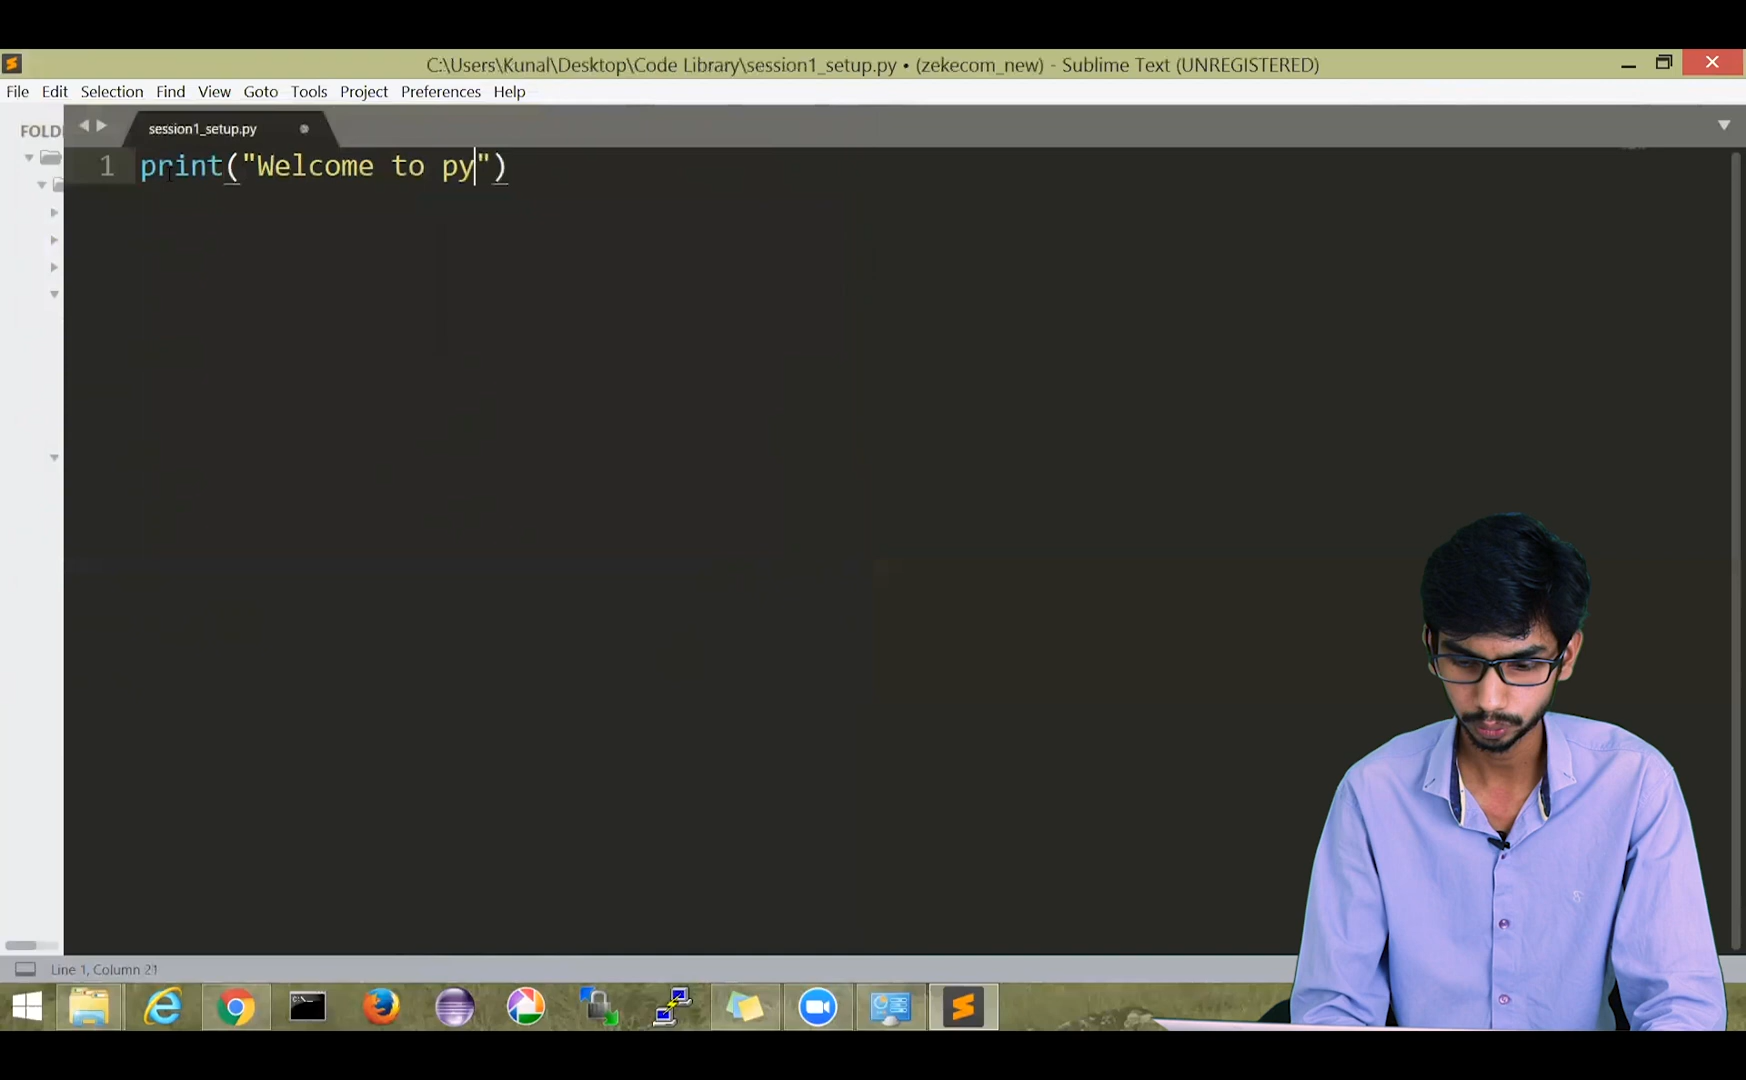 C:\Users\Kunal\Desktop\Code Library\session1_setup.py • (zekecom_new) - Sublime Text (UNREGISTERED)
File Edit Selection Find View Goto Tools Project Preferences Help
FOLD
session1_setup.py
1 print("Welcome to py")
Line 1, Column 21